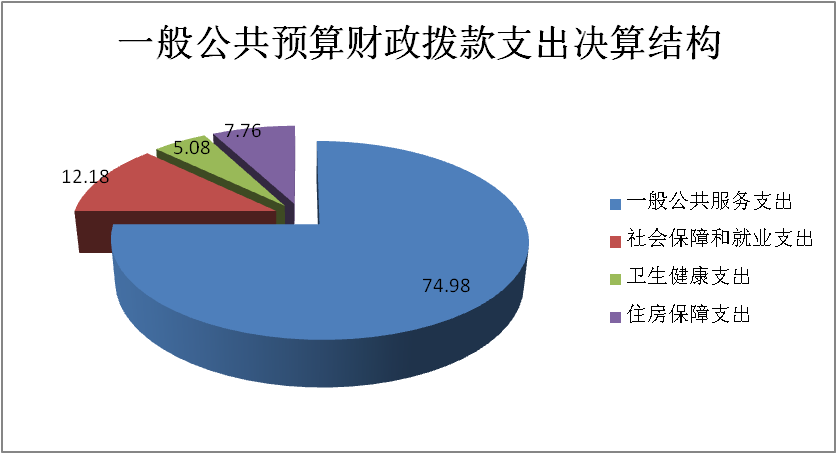 一般公共预算财政拨款支出决算结构
7.76
5.08
12.18
74.98
一般公共服务支出
社会保障和就业支出
卫生健康支出
住房保障支出